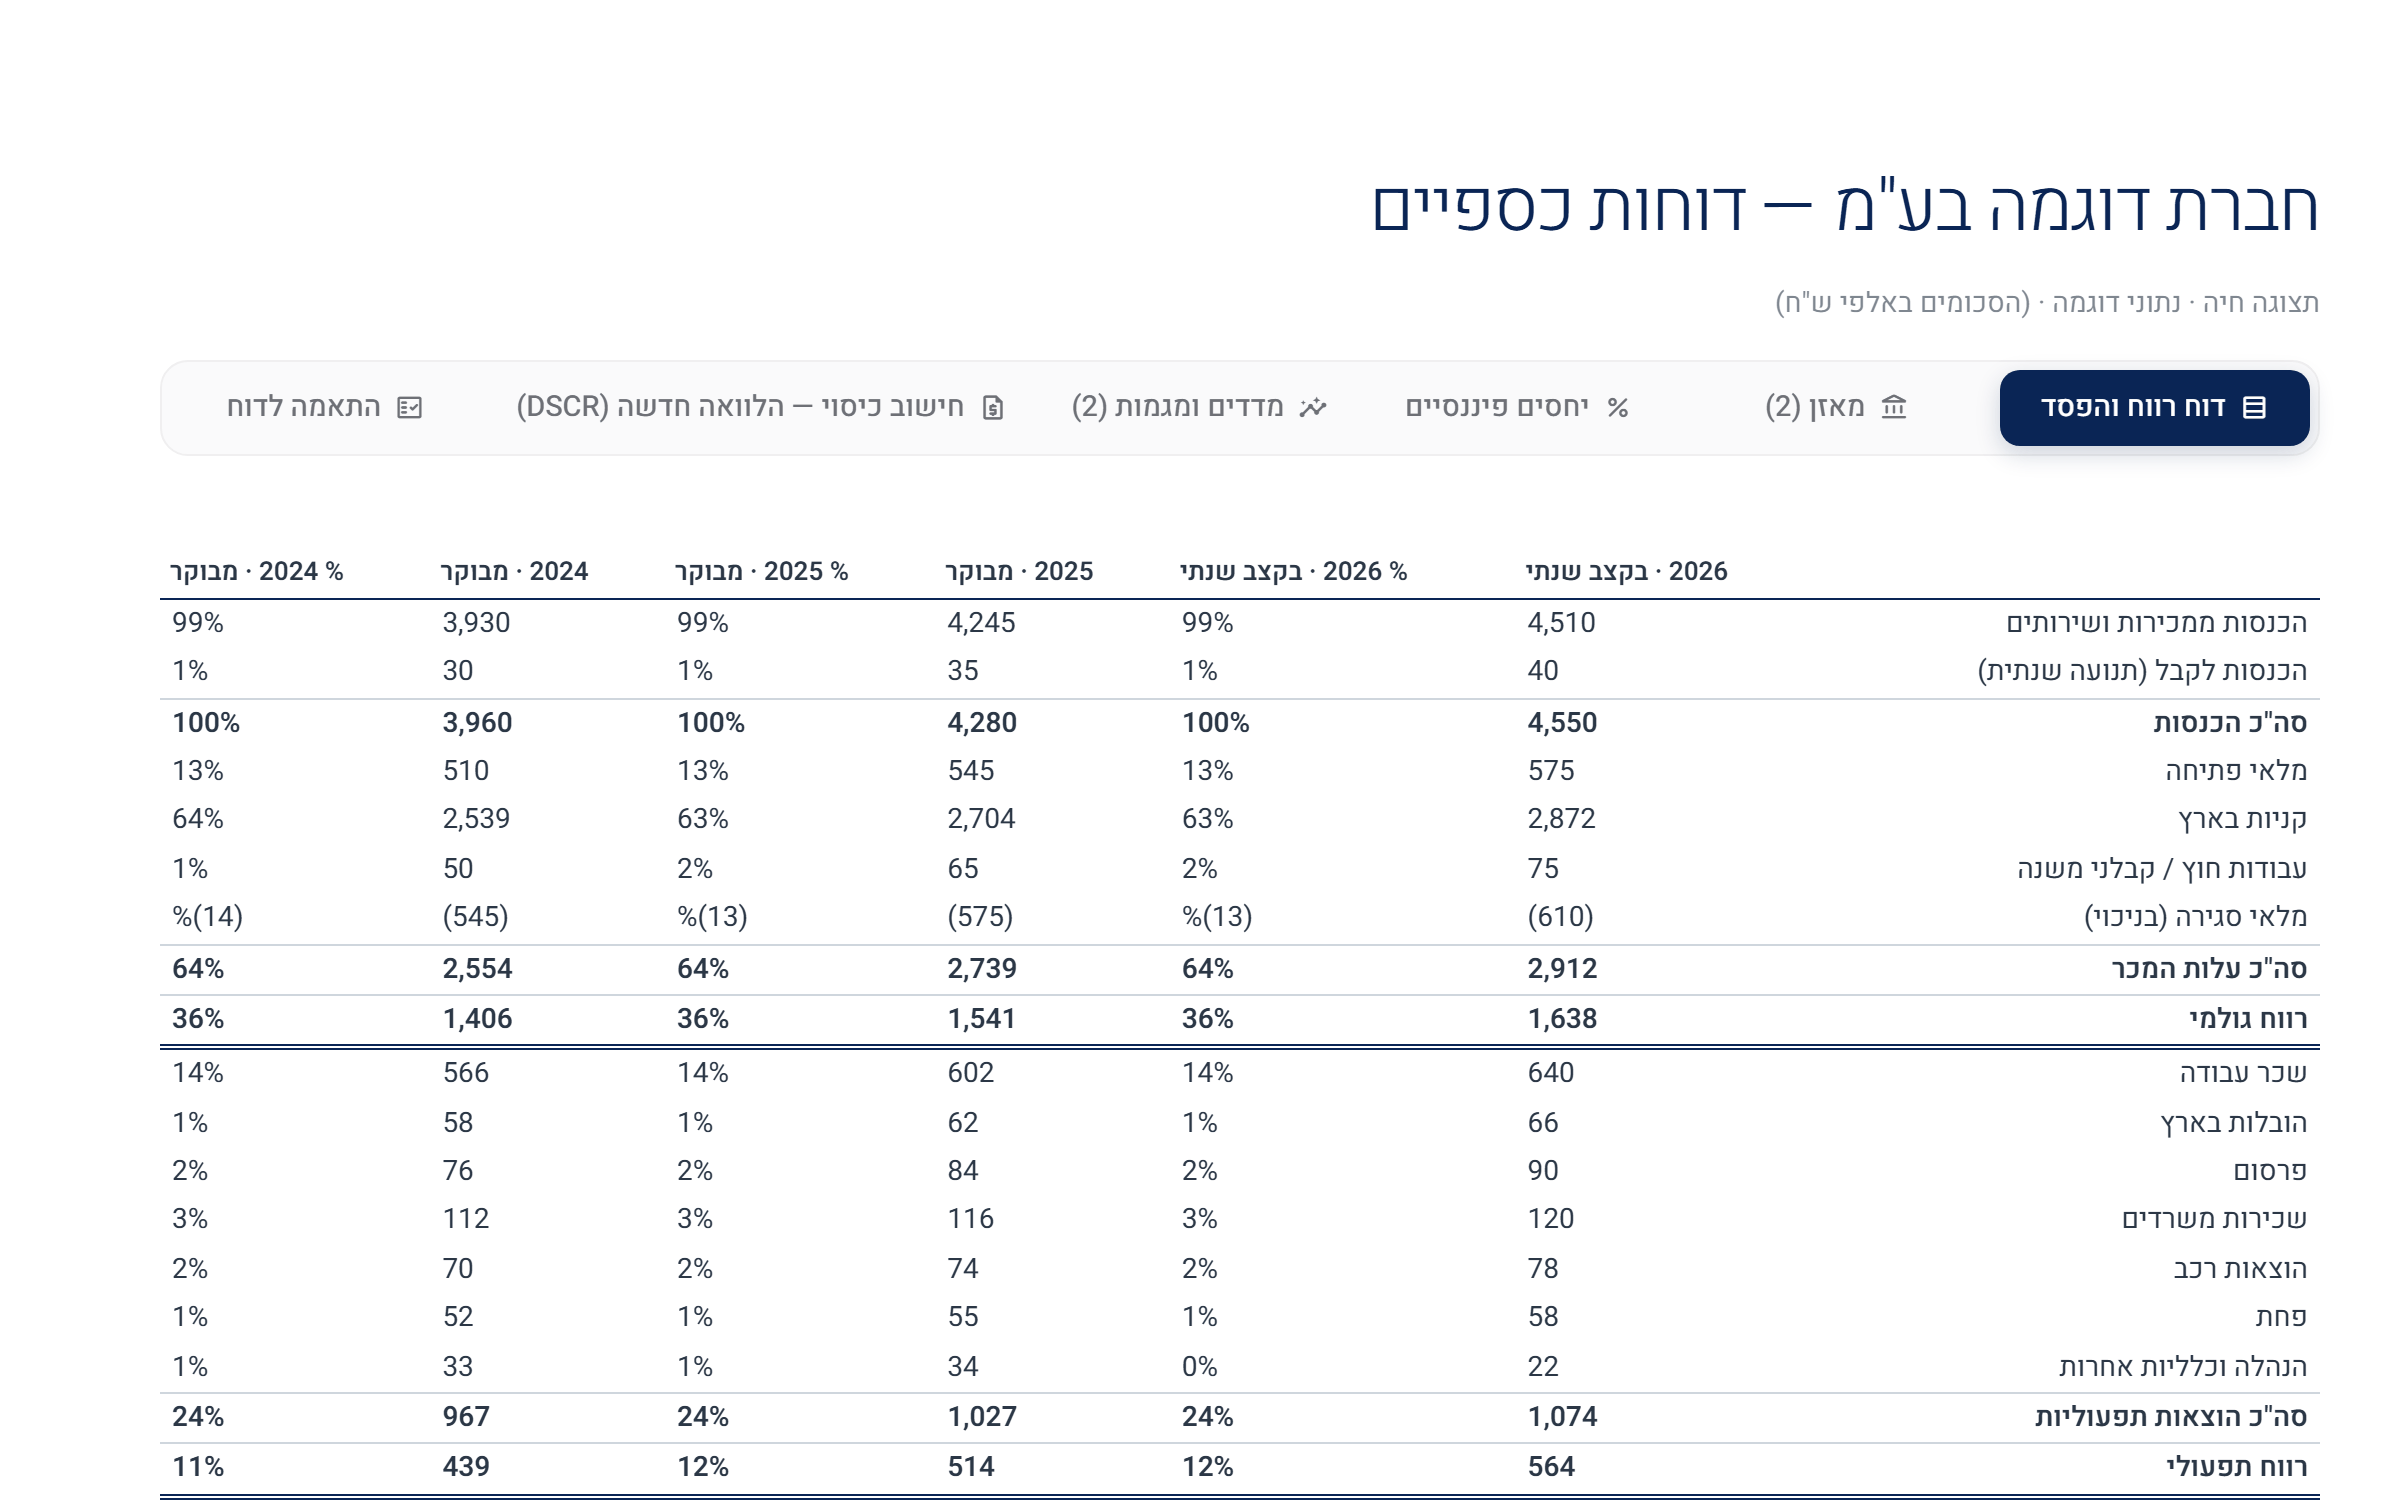 חברת דוגמה בע"מ — דוחות כספיים
תצוגה חיה · נתוני דוגמה · (הסכומים באלפי ש"ח)
דוח רווח והפסד מאזן (2) יחסים פיננסיים מדדים ומגמות (2) חישוב כיסוי — הלוואה חדשה (DSCR) התאמה לדוח
2026 · בקצב שנתי % 2026 · בקצב שנתי 2025 · מבוקר % 2025 · מבוקר 2024 · מבוקר % 2024 · מבוקר
הכנסות ממכירות ושירותים 4,510 99% 4,245 99% 3,930 99%
הכנסות לקבל (תנועה שנתית) 40 1% 35 1% 30 1%
סה"כ הכנסות 4,550 100% 4,280 100% 3,960 100%
מלאי פתיחה 575 13% 545 13% 510 13%
קניות בארץ 2,872 63% 2,704 63% 2,539 64%
עבודות חוץ / קבלני משנה 75 2% 65 2% 50 1%
מלאי סגירה (בניכוי) (610) %(13) (575) %(13) (545) %(14)
סה"כ עלות המכר 2,912 64% 2,739 64% 2,554 64%
רווח גולמי 1,638 36% 1,541 36% 1,406 36%
שכר עבודה 640 14% 602 14% 566 14%
הובלות בארץ 66 1% 62 1% 58 1%
פרסום 90 2% 84 2% 76 2%
שכירות משרדים 120 3% 116 3% 112 3%
הוצאות רכב 78 2% 74 2% 70 2%
פחת 58 1% 55 1% 52 1%
הנהלה וכלליות אחרות 22 0% 34 1% 33 1%
סה"כ הוצאות תפעוליות 1,074 24% 1,027 24% 967 24%
רווח תפעולי 564 12% 514 12% 439 11%